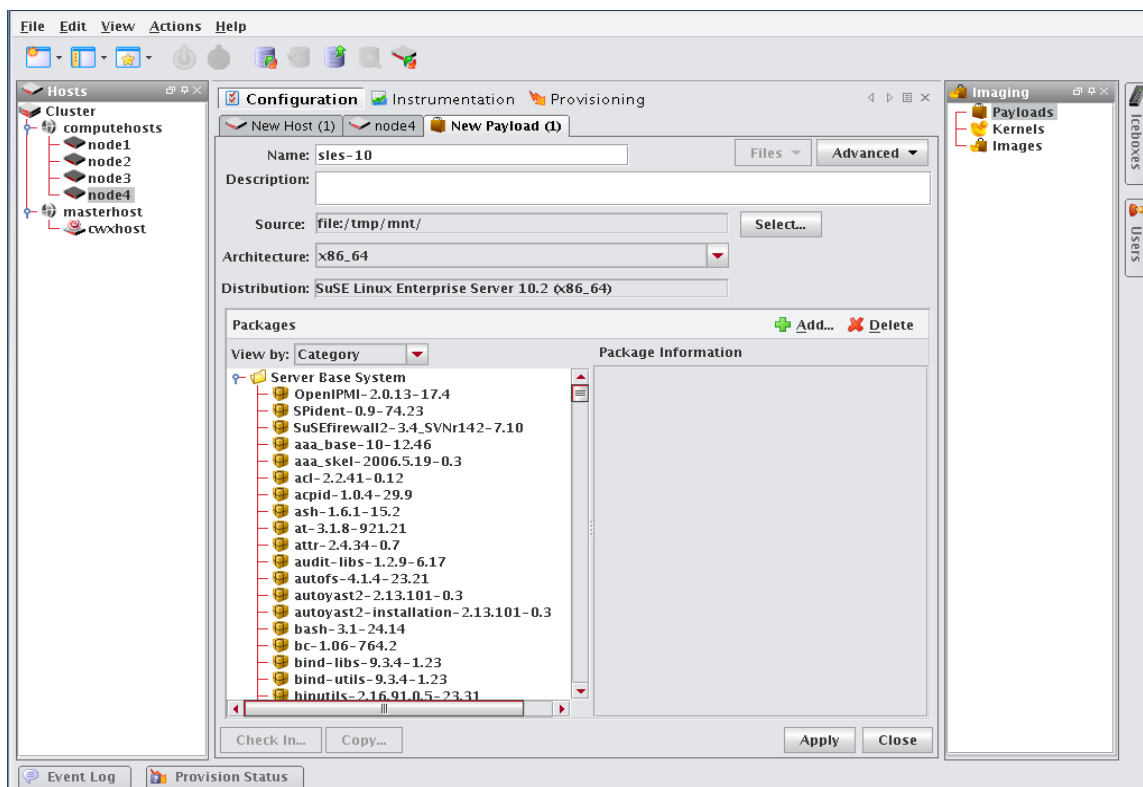 File Edit View Actions Help
Hosts
Cluster
computehosts
node1
node2
node3
node4
masterhost
cwxhost
Configuration Instrumentation Provisioning
New Host (1) node4 New Payload (1)
Name: sles-10 Files Advanced
Description:
Source: file:/tmp/mnt/ Select...
Architecture: x86_64
Distribution: SuSE Linux Enterprise Server 10.2 (x86_64)
Packages Add... Delete
View by: Category Package Information
Server Base System
OpenIPMI-2.0.13-17.4
SPident-0.9-74.23
SuSEfirewall2-3.4_SVNr142-7.10
aaa_base-10-12.46
aaa_skel-2006.5.19-0.3
acl-2.2.41-0.12
acpid-1.0.4-29.9
ash-1.6.1-15.2
at-3.1.8-921.21
attr-2.4.34-0.7
audit-libs-1.2.9-6.17
autofs-4.1.4-23.21
autoyast2-2.13.101-0.3
autoyast2-installation-2.13.101-0.3
bash-3.1-24.14
bc-1.06-764.2
bind-libs-9.3.4-1.23
bind-utils-9.3.4-1.23
binutils-2.16.91.0.5-23.31
Check In... Copy... Apply Close
Imaging
Payloads
Kernels
Images
Iceboxes
Users
Event Log Provision Status